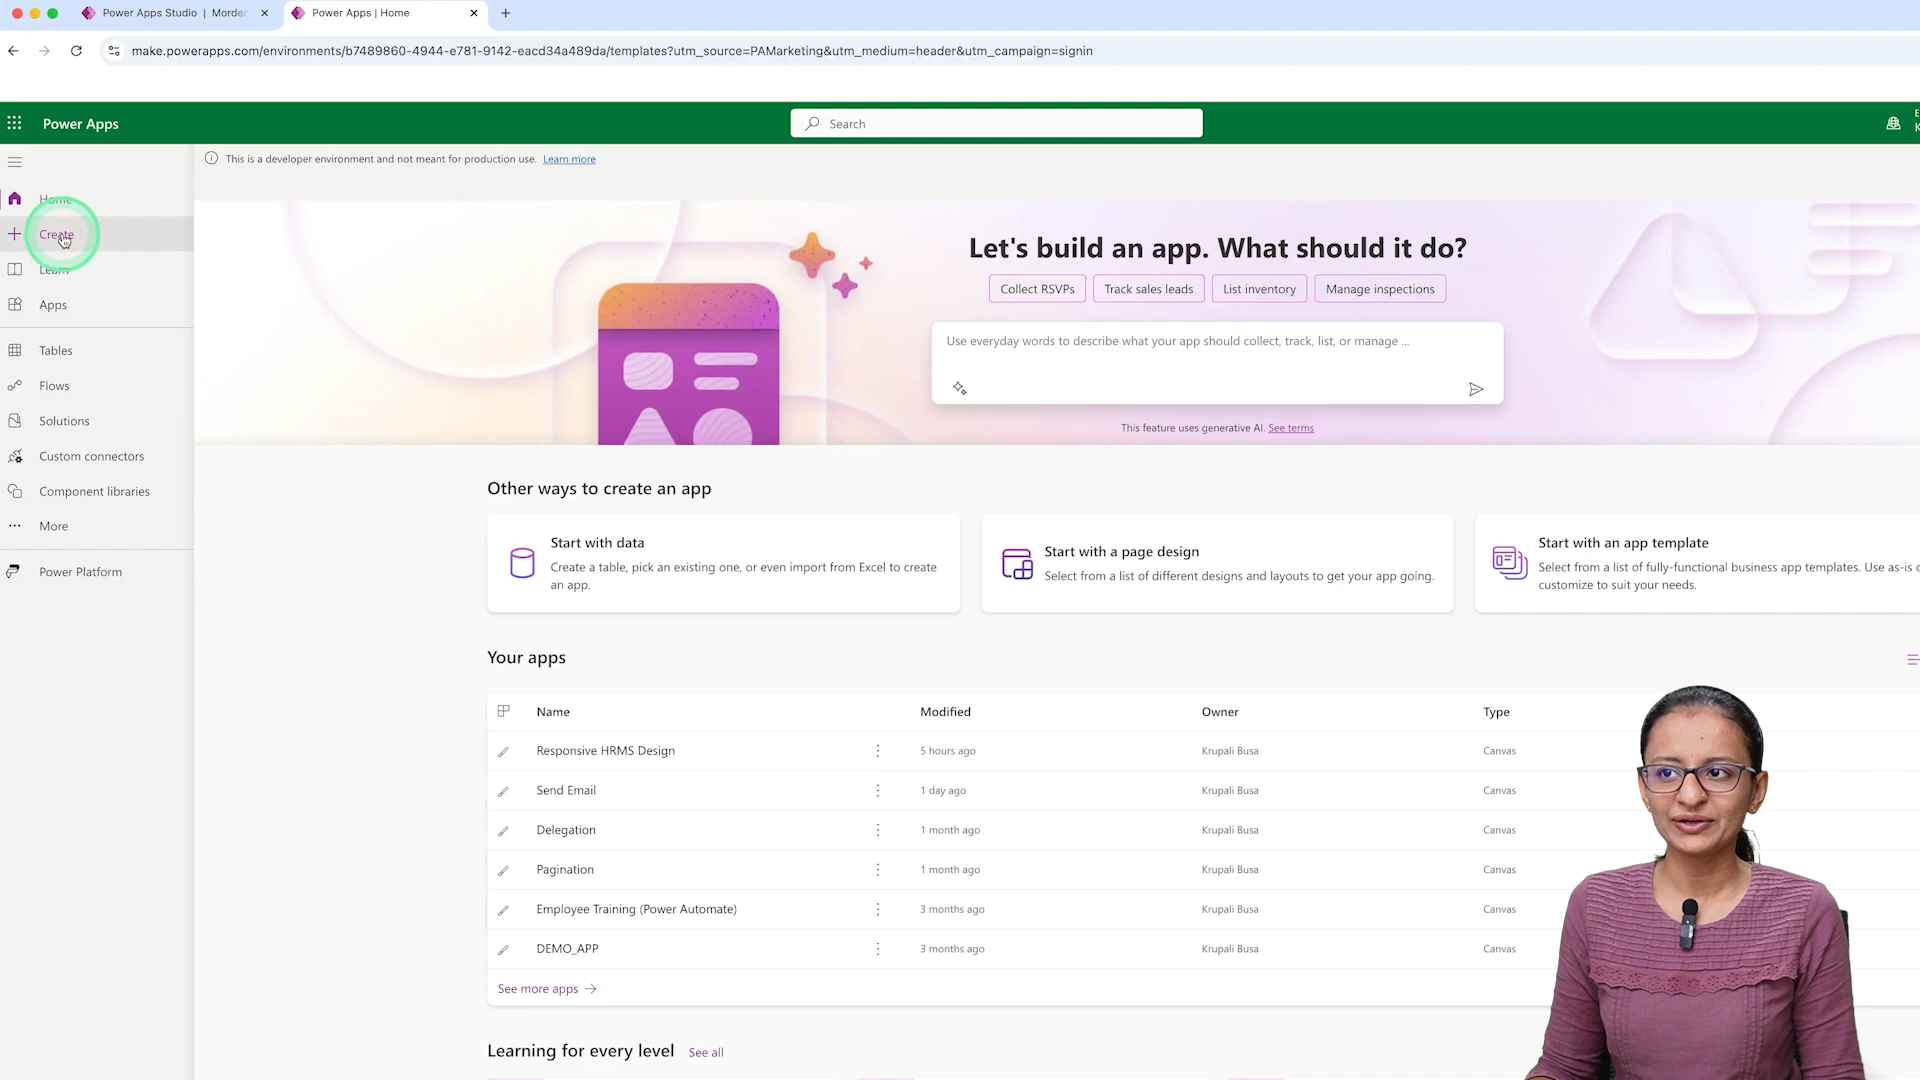 Power Apps Studio | Morder
Power Apps | Home
make.powerapps.com/environments/b7489860-4944-e781-9142-eacd34a489da/templates?utm_source=PAMarketing&utm_medium=header&utm_campaign=signin
Power Apps
Search
This is a developer environment and not meant for production use. Learn more
Home
Create
Learn
Apps
Tables
Flows
Solutions
Custom connectors
Component libraries
More
Power Platform
Let's build an app. What should it do?
Collect RSVPs
Track sales leads
List inventory
Manage inspections
Use everyday words to describe what your app should collect, track, list, or manage ...
This feature uses generative AI. See terms
Other ways to create an app
Start with data
Create a table, pick an existing one, or even import from Excel to create
an app.
Start with a page design
Select from a list of different designs and layouts to get your app going.
Start with an app template
Select from a list of fully-functional business app templates. Use as-is
customize to suit your needs.
Your apps
Name Modified Owner Type
Responsive HRMS Design 5 hours ago Krupali Busa Canvas
Send Email 1 day ago Krupali Busa Canvas
Delegation 1 month ago Krupali Busa Canvas
Pagination 1 month ago Krupali Busa Canvas
Employee Training (Power Automate) 3 months ago Krupali Busa Canvas
DEMO_APP 3 months ago Krupali Busa Canvas
See more apps
Learning for every level See all